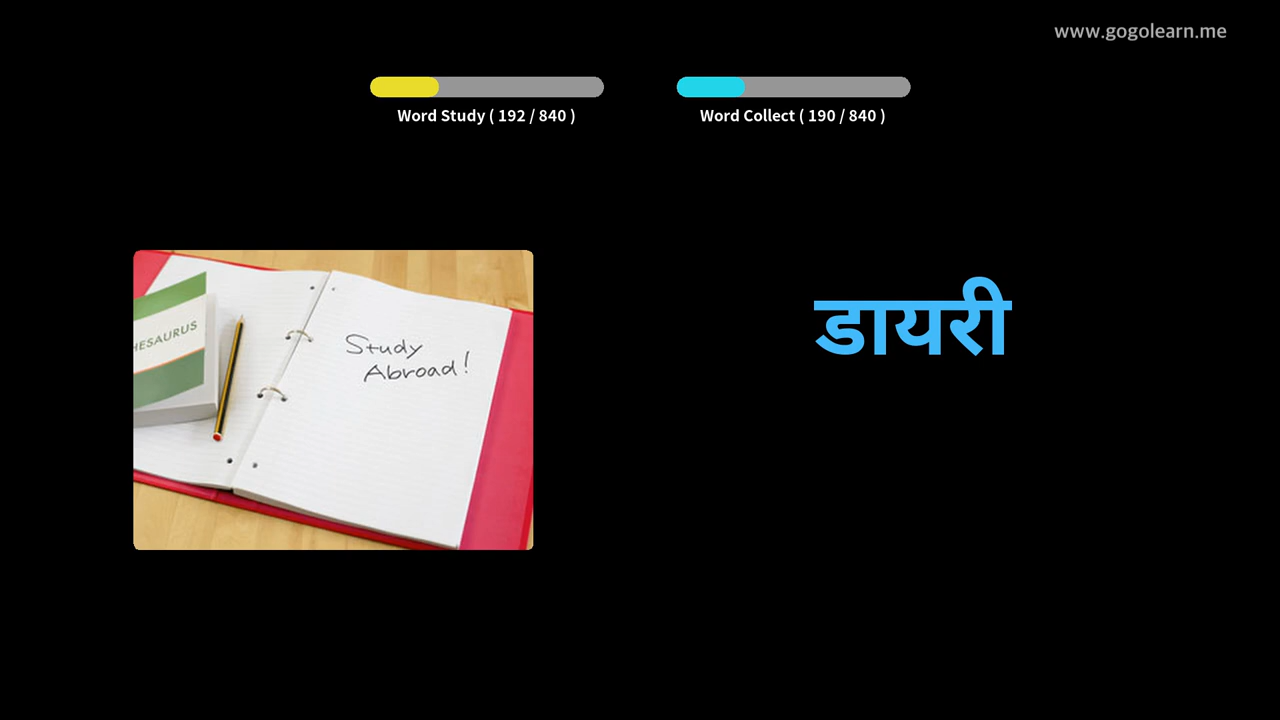 www.gogolearn.me
Word Study ( 192 / 840 )
Word Collect ( 190 / 840 )
HESAURUS
Study
Abroad!
डायरी